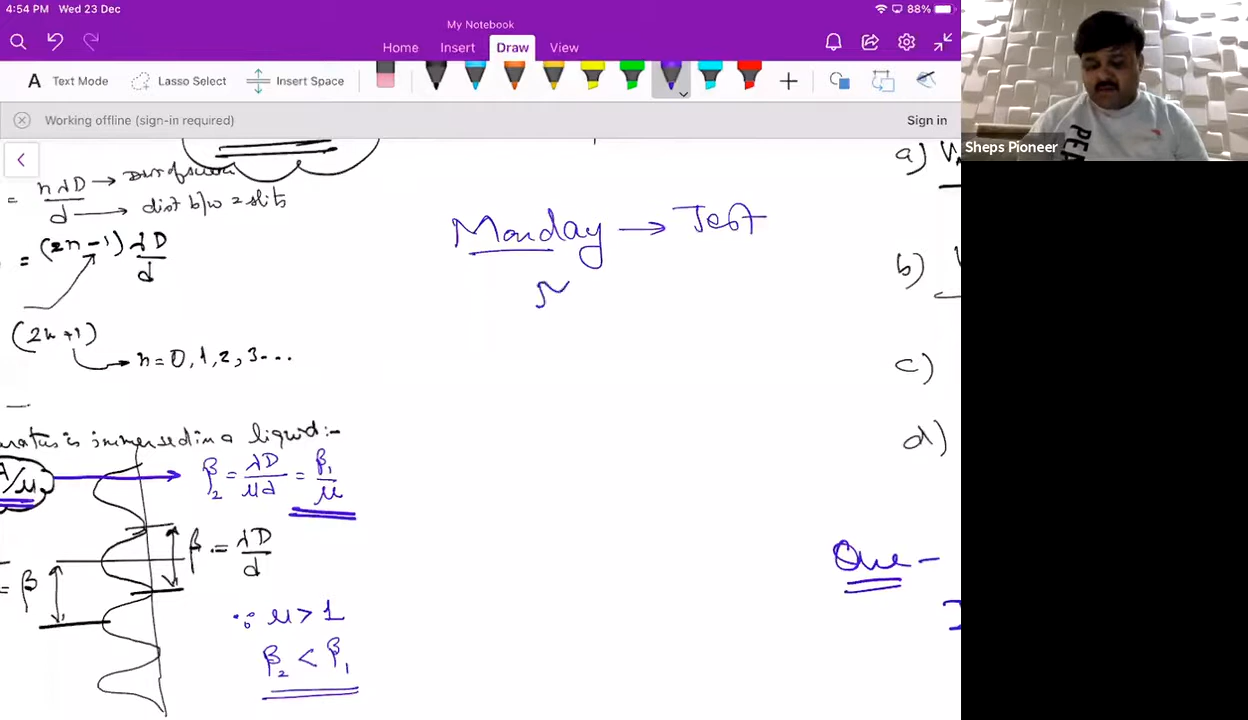 4:54 PM Wed 23 Dec
88%
My Notebook
Home Insert Draw View
A Text Mode Lasso Select Insert Space
Working offline (sign-in required) Sign in
Sheps Pioneer
= nλD/d → →dist b/w 2 slits
= (2n-1) λD/d
(2n+1)
→ n=0,1,2,3---
Monday → Test
a)
b)
c)
d)
is immersed in a liquid:-
/μ → β₂ = λD/μd = β₁/μ
β = λD/d
= β
∵ μ > 1
β₂ < β₁
Que-